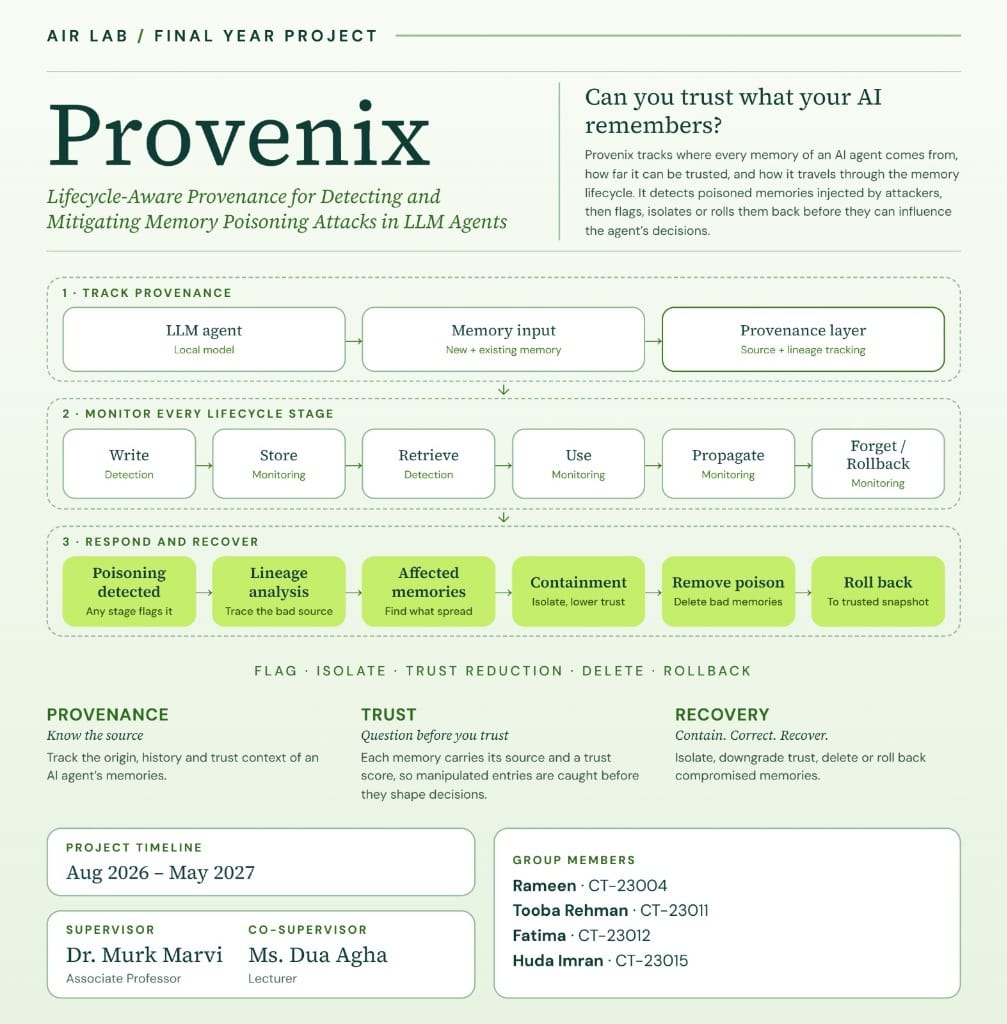 AIR LAB / FINAL YEAR PROJECT
Provenix
Lifecycle-Aware Provenance for Detecting and
Mitigating Memory Poisoning Attacks in LLM Agents
Can you trust what your AI
remembers?
Provenix tracks where every memory of an AI agent comes from,
how far it can be trusted, and how it travels through the memory
lifecycle. It detects poisoned memories injected by attackers,
then flags, isolates or rolls them back before they can influence
the agent's decisions.
1 · TRACK PROVENANCE
LLM agent
Local model
Memory input
New + existing memory
Provenance layer
Source + lineage tracking
2 · MONITOR EVERY LIFECYCLE STAGE
Write
Detection
Store
Monitoring
Retrieve
Detection
Use
Monitoring
Propagate
Monitoring
Forget /
Rollback
Monitoring
3 · RESPOND AND RECOVER
Poisoning
detected
Any stage flags it
Lineage
analysis
Trace the bad source
Affected
memories
Find what spread
Containment
Isolate, lower trust
Remove poison
Delete bad memories
Roll back
To trusted snapshot
FLAG · ISOLATE · TRUST REDUCTION · DELETE · ROLLBACK
PROVENANCE
Know the source
Track the origin, history and trust context of an
AI agent's memories.
TRUST
Question before you trust
Each memory carries its source and a trust
score, so manipulated entries are caught before
they shape decisions.
RECOVERY
Contain. Correct. Recover.
Isolate, downgrade trust, delete or roll back
compromised memories.
PROJECT TIMELINE
Aug 2026 – May 2027
SUPERVISOR
Dr. Murk Marvi
Associate Professor
CO-SUPERVISOR
Ms. Dua Agha
Lecturer
GROUP MEMBERS
Rameen · CT-23004
Tooba Rehman · CT-23011
Fatima · CT-23012
Huda Imran · CT-23015